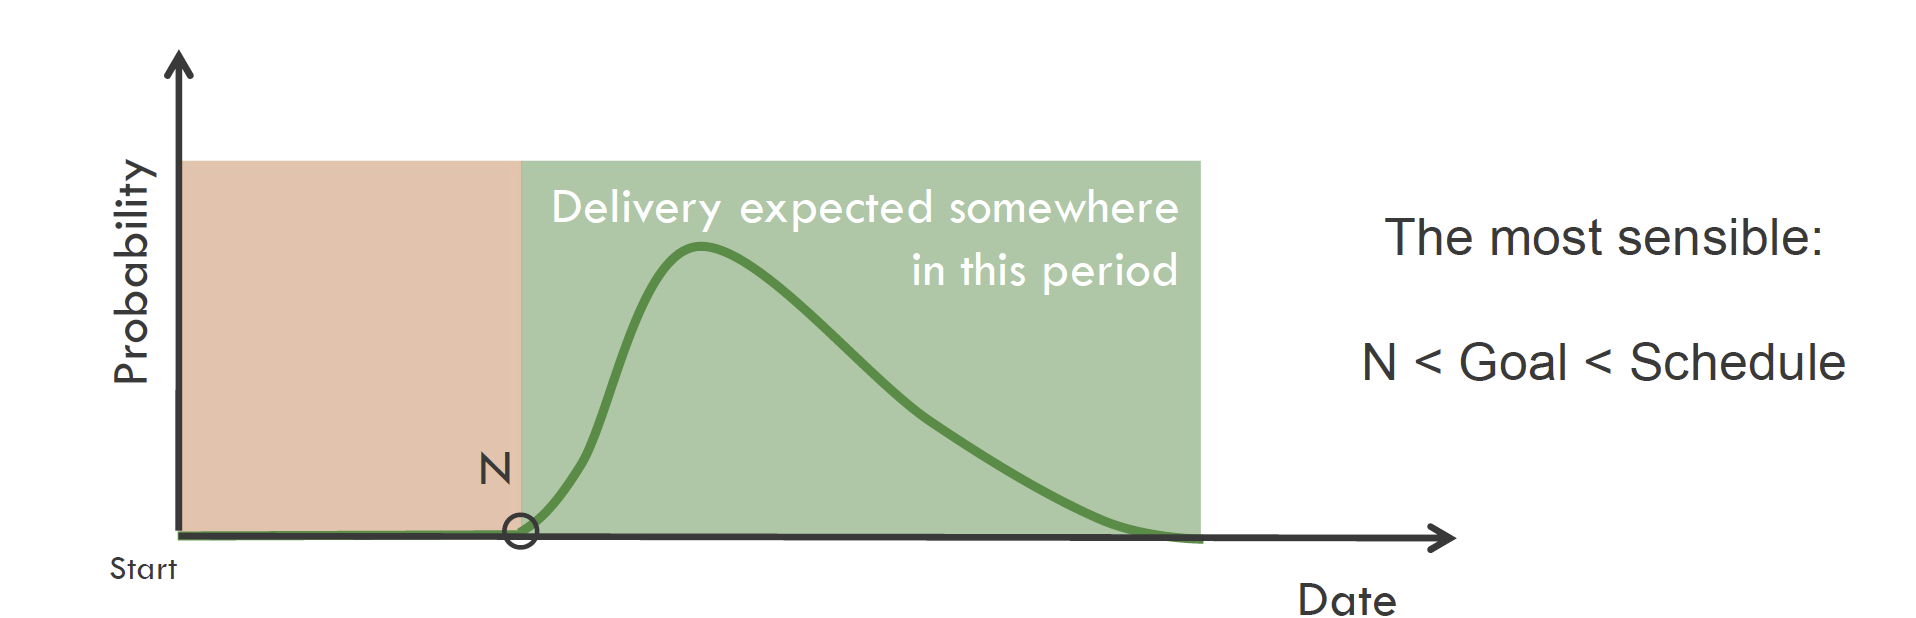 Probability
Delivery expected somewhere
in this period
N
Start
Date
The most sensible:
N < Goal < Schedule